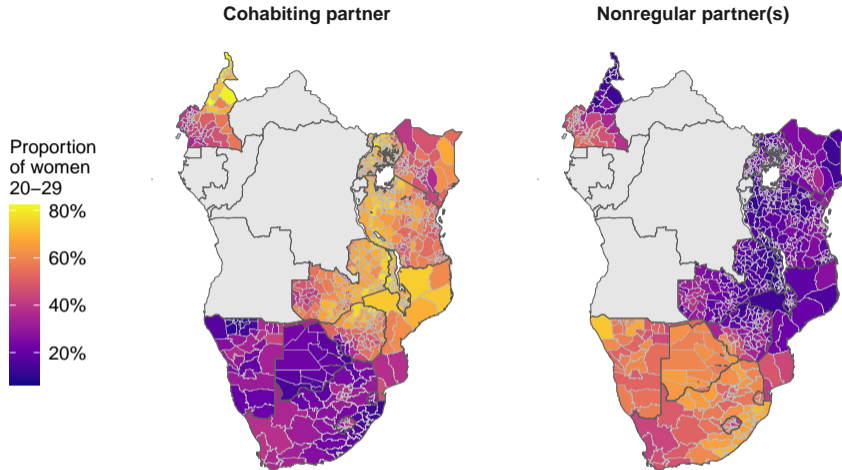 Cohabiting partner
Nonregular partner(s)
Proportion
of women
20–29
80%
60%
40%
20%